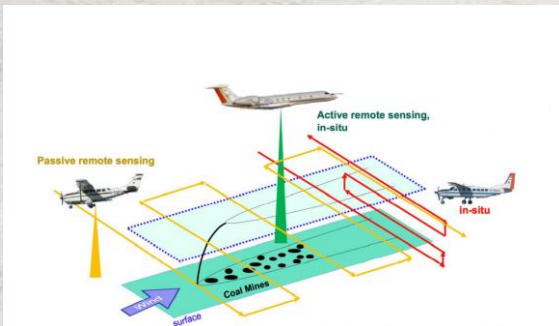 Active remote sensing,
in-situ
Passive remote sensing
in-situ
Coal Mines
Wind
surface